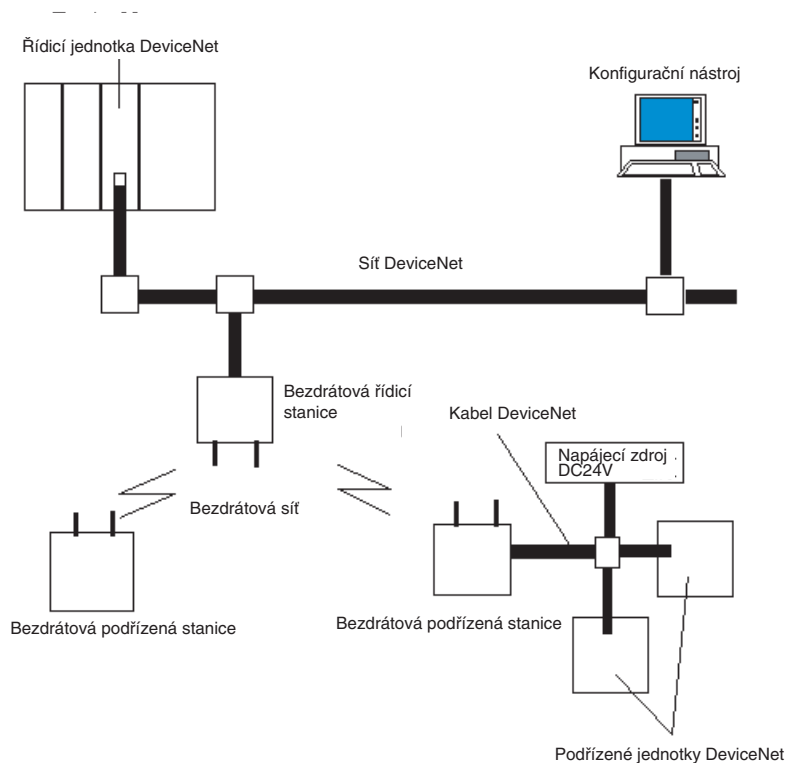 Řídicí jednotka DeviceNet
Konfigurační nástroj
Síť DeviceNet
Bezdrátová řídicí
stanice
Kabel DeviceNet
Napájecí zdroj
DC24V
Bezdrátová síť
Bezdrátová podřízená stanice
Bezdrátová podřízená stanice
Podřízené jednotky DeviceNet